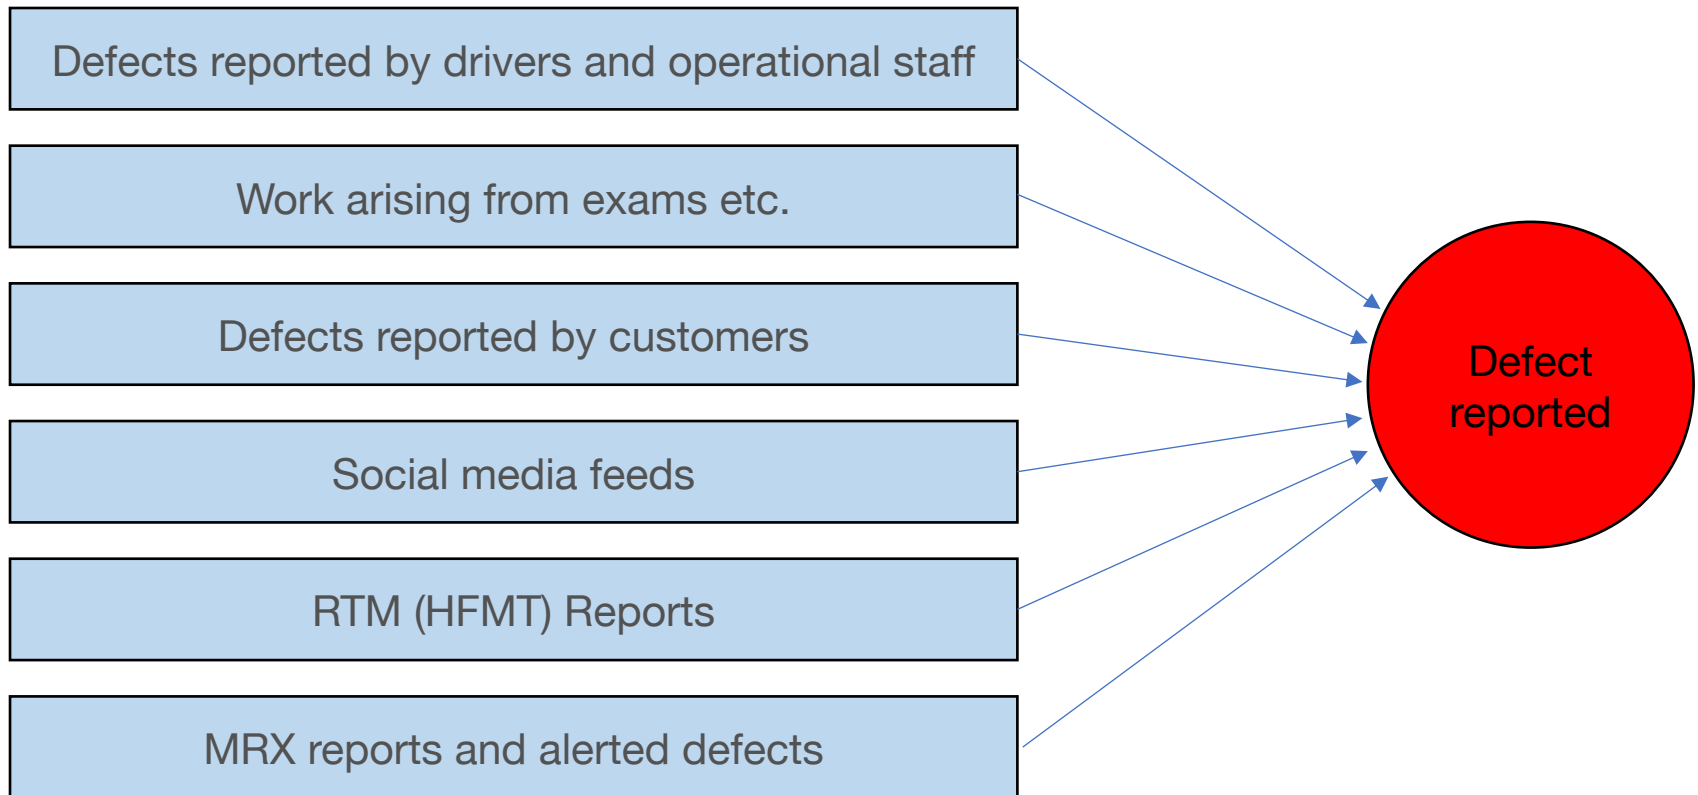 Defects reported by drivers and operational staff
Work arising from exams etc.
Defects reported by customers
Social media feeds
RTM (HFMT) Reports
MRX reports and alerted defects
Defect
reported